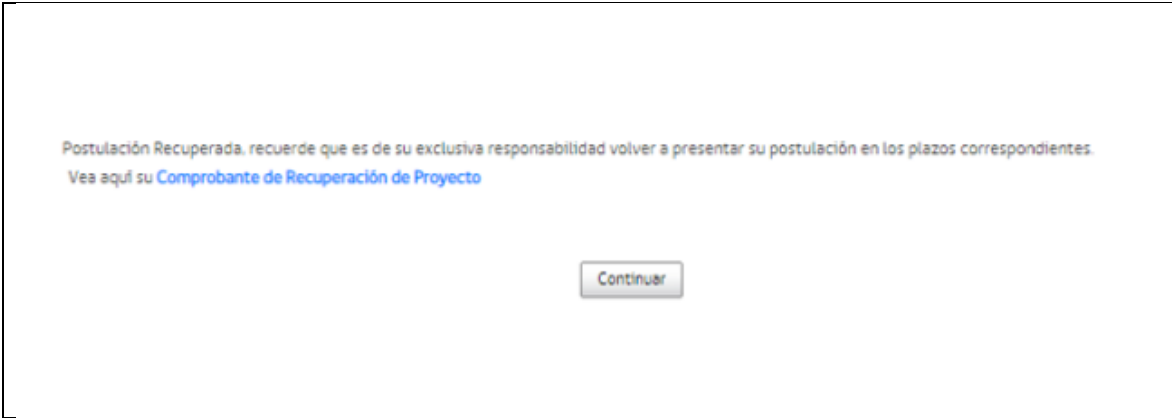 Postulación Recuperada, recuerde que es de su exclusiva responsabilidad volver a presentar su postulación en los plazos correspondientes.
Vea aquí su Comprobante de Recuperación de Proyecto
Continuar